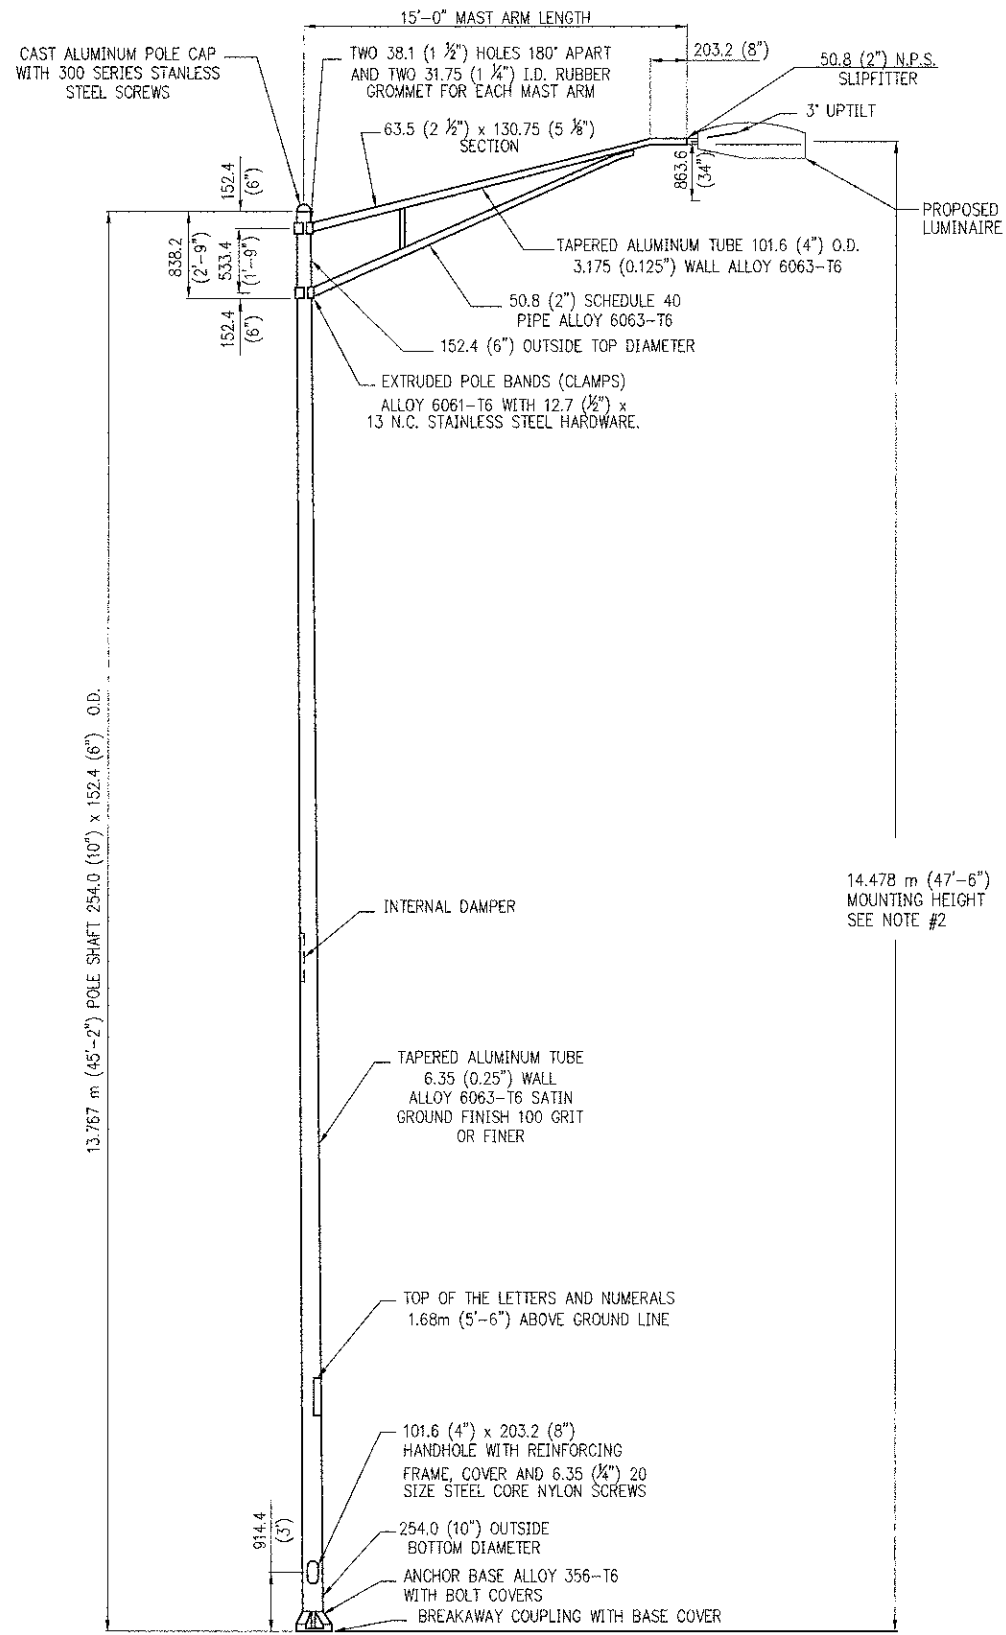 15'-0" MAST ARM LENGTH
CAST ALUMINUM POLE CAP
WITH 300 SERIES STANLESS
STEEL SCREWS
TWO 38.1 (1 ½") HOLES 180° APART
AND TWO 31.75 (1 ¼") I.D. RUBBER
GROMMET FOR EACH MAST ARM
203.2 (8")
50.8 (2") N.P.S.
SLIPFITTER
3° UPTILT
63.5 (2 ½") x 130.75 (5 ⅛")
SECTION
863.6
(34")
152.4
(6")
PROPOSED
LUMINAIRE
838.2
(2'-9")
533.4
(1'-9")
TAPERED ALUMINUM TUBE 101.6 (4") O.D.
3.175 (0.125") WALL ALLOY 6063-T6
50.8 (2") SCHEDULE 40
PIPE ALLOY 6063-T6
152.4
(6")
152.4 (6") OUTSIDE TOP DIAMETER
EXTRUDED POLE BANDS (CLAMPS)
ALLOY 6061-T6 WITH 12.7 (½") x
13 N.C. STAINLESS STEEL HARDWARE.
13.767 m (45'-2") POLE SHAFT 254.0 (10") x 152.4 (6") O.D.
14.478 m (47'-6")
MOUNTING HEIGHT
SEE NOTE #2
INTERNAL DAMPER
TAPERED ALUMINUM TUBE
6.35 (0.25") WALL
ALLOY 6063-T6 SATIN
GROUND FINISH 100 GRIT
OR FINER
TOP OF THE LETTERS AND NUMERALS
1.68m (5'-6") ABOVE GROUND LINE
101.6 (4") x 203.2 (8")
HANDHOLE WITH REINFORCING
FRAME, COVER AND 6.35 (¼") 20
SIZE STEEL CORE NYLON SCREWS
914.4
(3')
254.0 (10") OUTSIDE
BOTTOM DIAMETER
ANCHOR BASE ALLOY 356-T6
WITH BOLT COVERS
BREAKAWAY COUPLING WITH BASE COVER